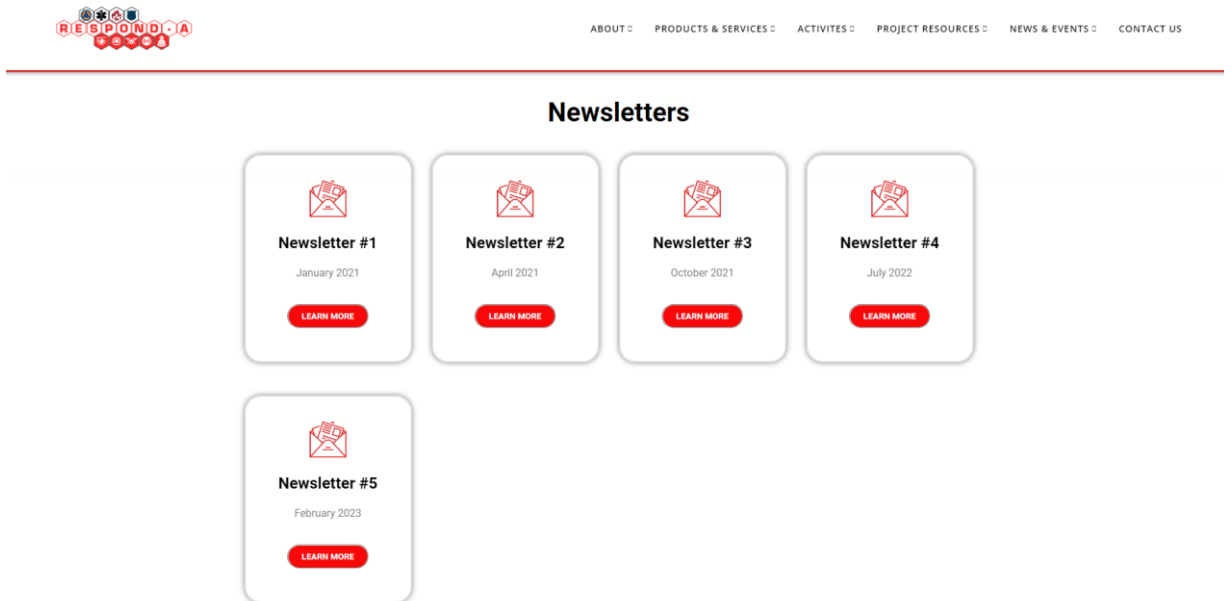 RESPOND-A
ABOUT PRODUCTS & SERVICES ACTIVITES PROJECT RESOURCES NEWS & EVENTS CONTACT US
Newsletters
Newsletter #1 Newsletter #2 Newsletter #3 Newsletter #4
January 2021 April 2021 October 2021 July 2022
LEARN MORE LEARN MORE LEARN MORE LEARN MORE
Newsletter #5
February 2023
LEARN MORE